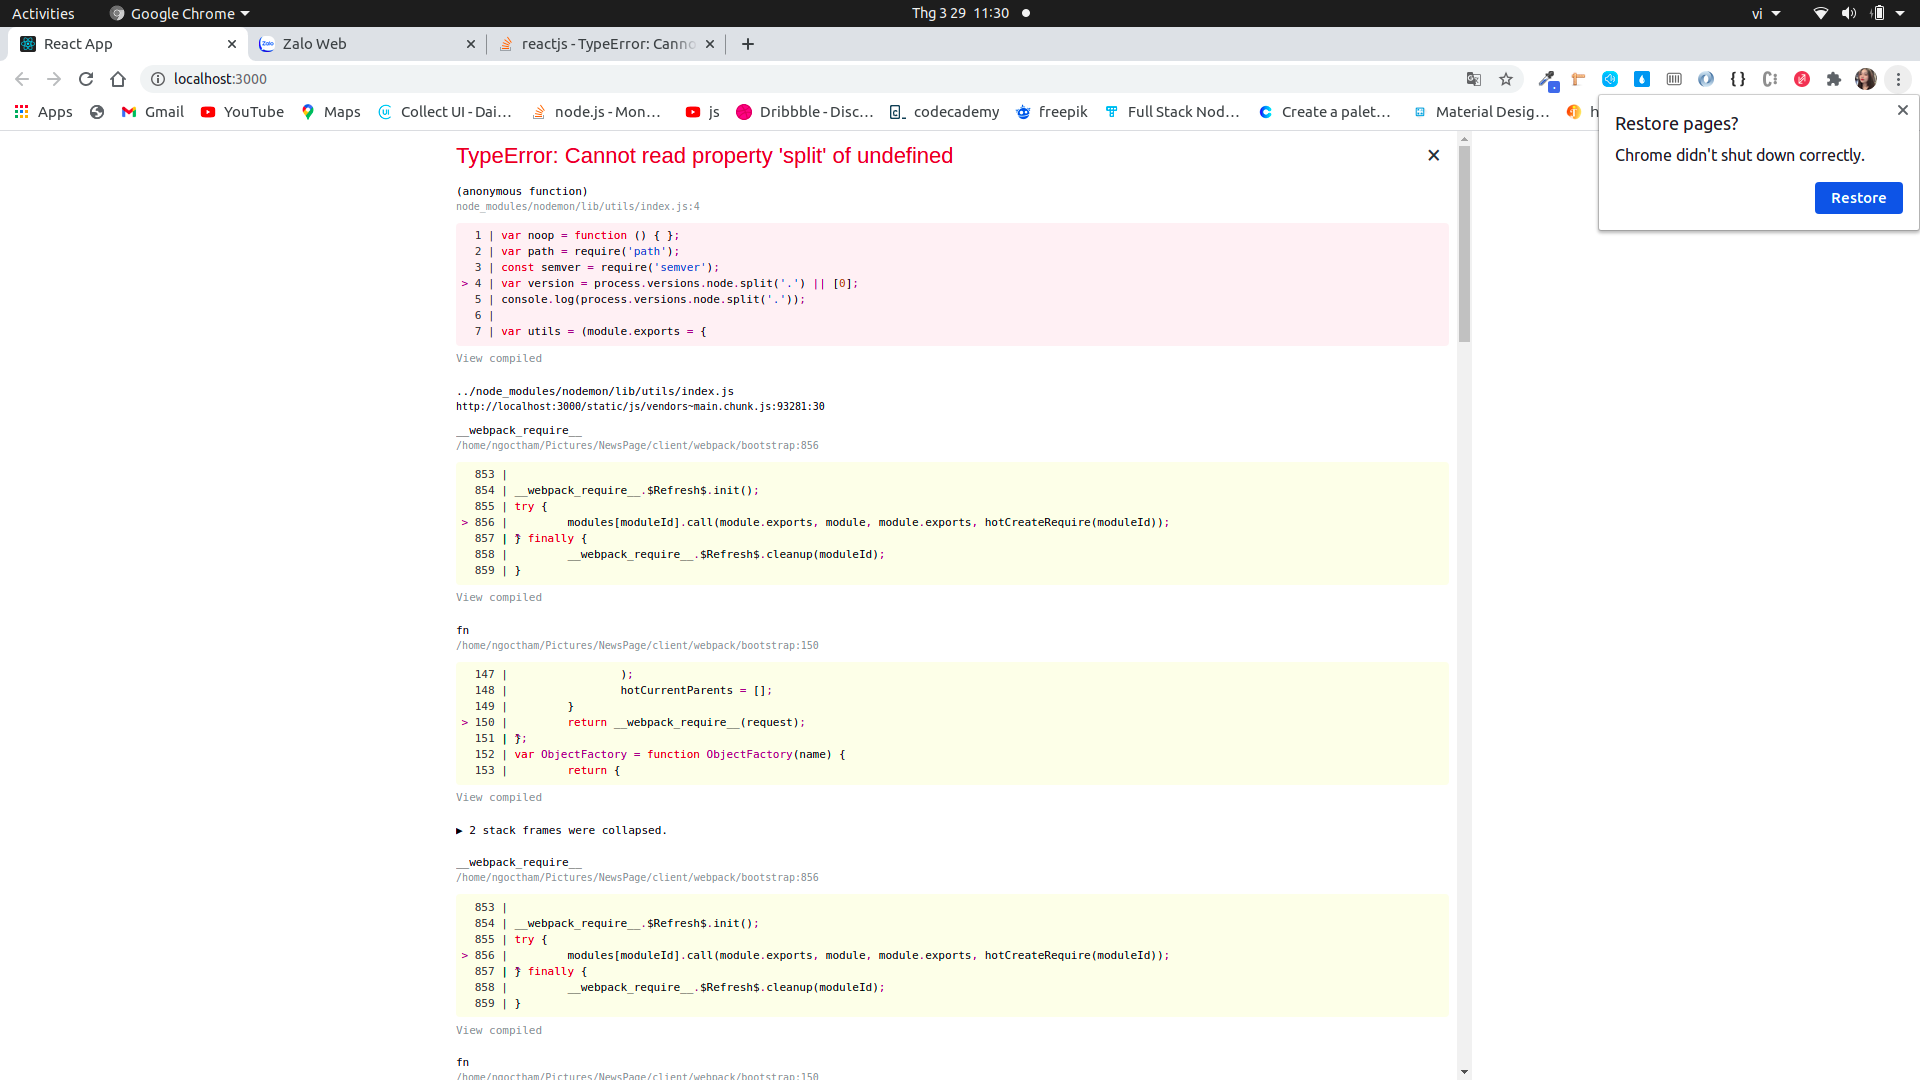 Activities Google Chrome Thg 3 29 11:30 vi
React App Zalo Web reactjs - TypeError: Canno
localhost:3000
Apps Gmail YouTube Maps Collect UI - Dai... node.js - Mon... js Dribbble - Disc... codecademy freepik Full Stack Nod... Create a palet... Material Desig... h
Restore pages?
Chrome didn't shut down correctly.
Restore
TypeError: Cannot read property 'split' of undefined
(anonymous function)
node_modules/nodemon/lib/utils/index.js:4
1 | var noop = function () { };
2 | var path = require('path');
3 | const semver = require('semver');
> 4 | var version = process.versions.node.split('.') || [0];
5 | console.log(process.versions.node.split('.'));
6 |
7 | var utils = (module.exports = {
View compiled
../node_modules/nodemon/lib/utils/index.js
http://localhost:3000/static/js/vendors~main.chunk.js:93281:30
__webpack_require__
/home/ngoctham/Pictures/NewsPage/client/webpack/bootstrap:856
853 |
854 | __webpack_require__.$Refresh$.init();
855 | try {
> 856 | modules[moduleId].call(module.exports, module, module.exports, hotCreateRequire(moduleId));
857 | } finally {
858 | __webpack_require__.$Refresh$.cleanup(moduleId);
859 | }
View compiled
fn
/home/ngoctham/Pictures/NewsPage/client/webpack/bootstrap:150
147 | );
148 | hotCurrentParents = [];
149 | }
> 150 | return __webpack_require__(request);
151 | };
152 | var ObjectFactory = function ObjectFactory(name) {
153 | return {
View compiled
▶ 2 stack frames were collapsed.
__webpack_require__
/home/ngoctham/Pictures/NewsPage/client/webpack/bootstrap:856
853 |
854 | __webpack_require__.$Refresh$.init();
855 | try {
> 856 | modules[moduleId].call(module.exports, module, module.exports, hotCreateRequire(moduleId));
857 | } finally {
858 | __webpack_require__.$Refresh$.cleanup(moduleId);
859 | }
View compiled
fn
/home/ngoctham/Pictures/NewsPage/client/webpack/bootstrap:150